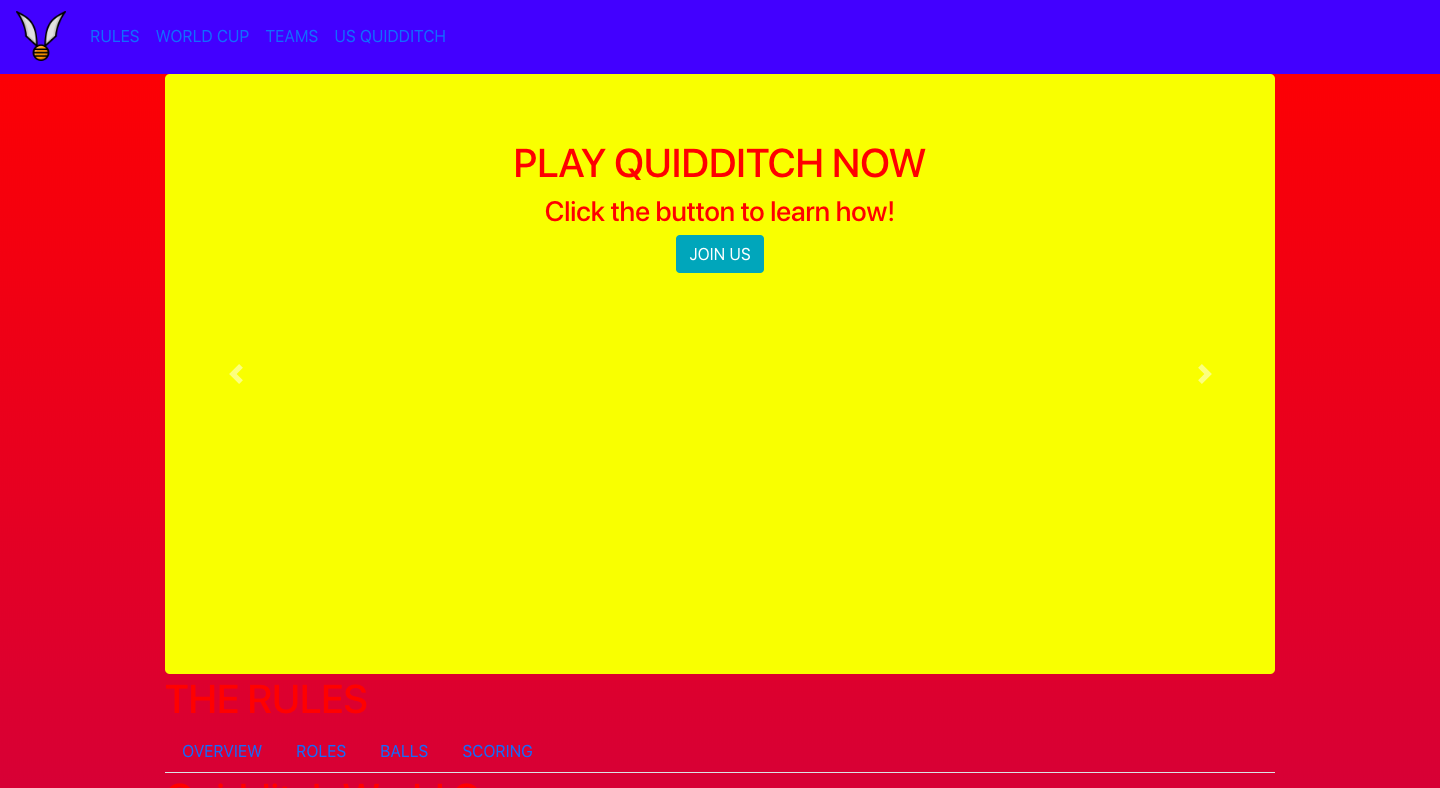 RULES WORLD CUP TEAMS US QUIDDITCH
PLAY QUIDDITCH NOW
Click the button to learn how!
JOIN US
THE RULES
OVERVIEW ROLES BALLS SCORING